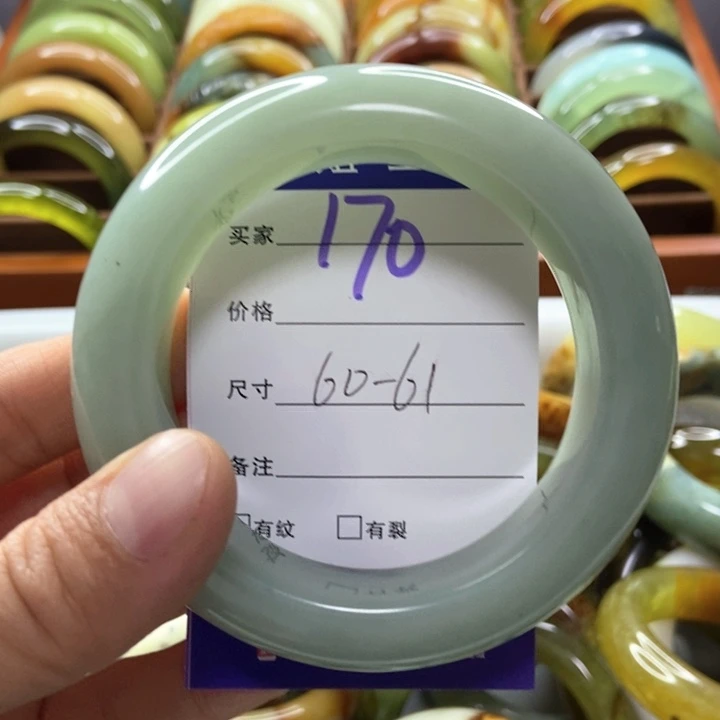 170
买家
价格
尺寸 60-61
备注
□有纹 □有裂